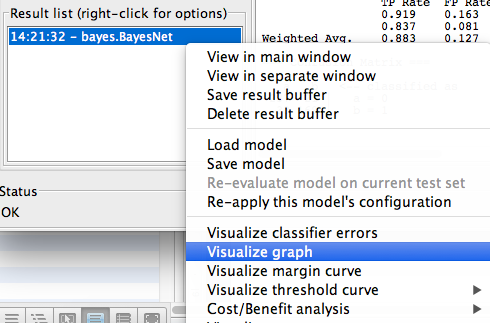 TP Rate FP Rate
Result list (right-click for options)
0.919 0.163
14:21:32 – bayes.BayesNet
0.837 0.081
Weighted Avg. 0.883 0.127
View in main window
View in separate window
Save result buffer
Delete result buffer
Load model
Save model
Re-evaluate model on current test set
Re-apply this model's configuration
Status
OK
Visualize classifier errors
Visualize graph
Visualize margin curve
Visualize threshold curve
Cost/Benefit analysis